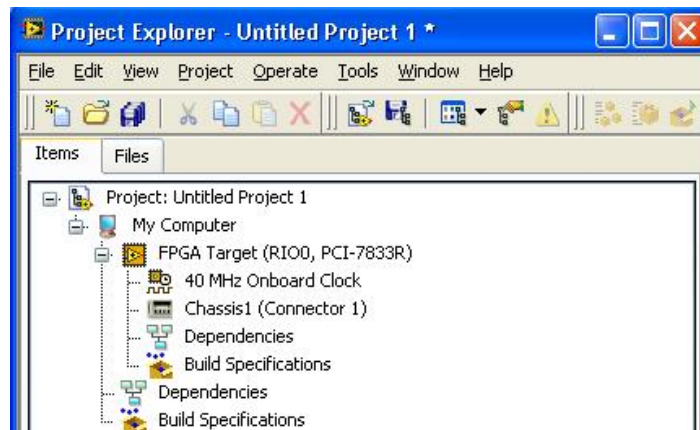 Project Explorer - Untitled Project 1 *
File Edit View Project Operate Tools Window Help
Items Files
Project: Untitled Project 1
My Computer
FPGA Target (RIO0, PCI-7833R)
40 MHz Onboard Clock
Chassis1 (Connector 1)
Dependencies
Build Specifications
Dependencies
Build Specifications